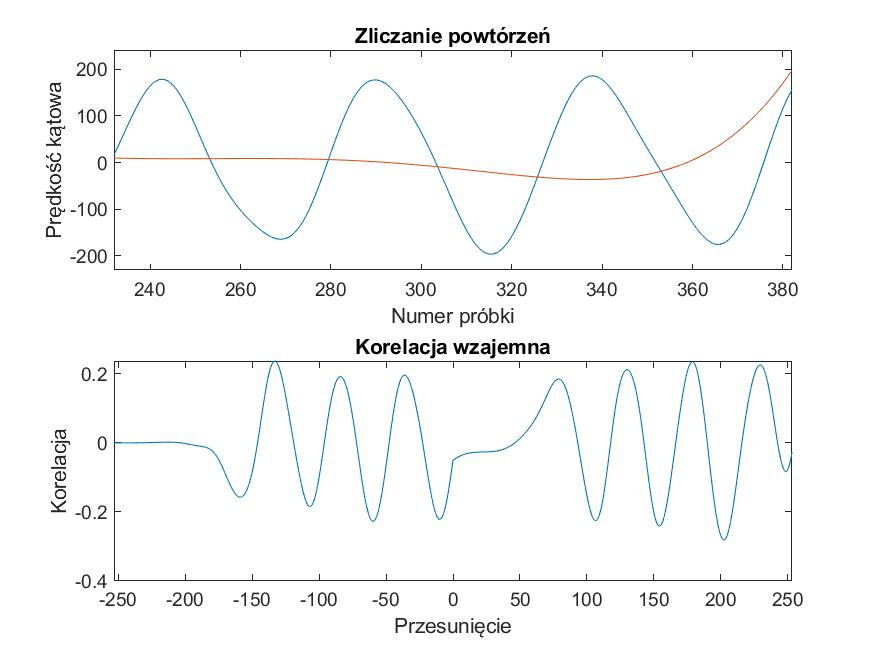 Zliczanie powtórzeń
Prędkość kątowa
200
100
0
-100
-200
240 260 280 300 320 340 360 380
Numer próbki
Korelacja wzajemna
Korelacja
0.2
0
-0.2
-0.4
-250 -200 -150 -100 -50 0 50 100 150 200 250
Przesunięcie